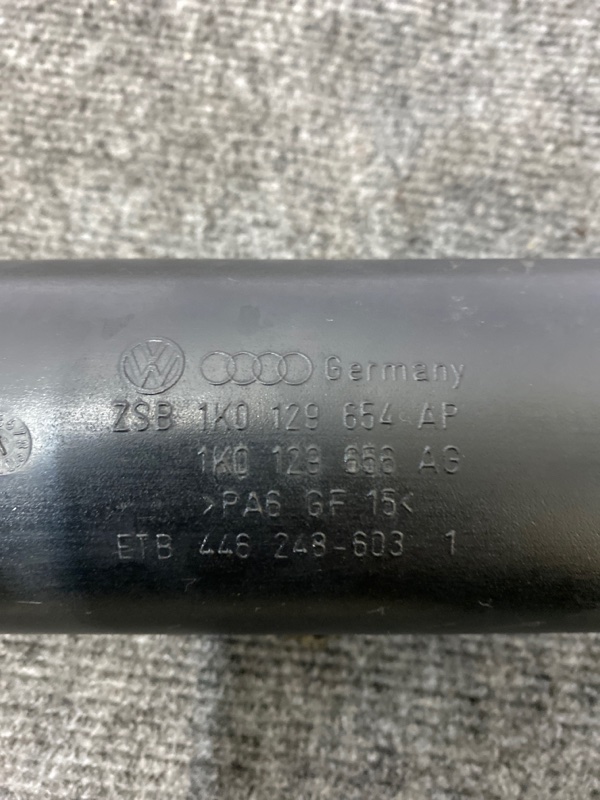 Germany
ZSB 1K0 129 654 AP
1K0 129 656 AG
>PA6 GF 15<
ETB 446 248-603 1